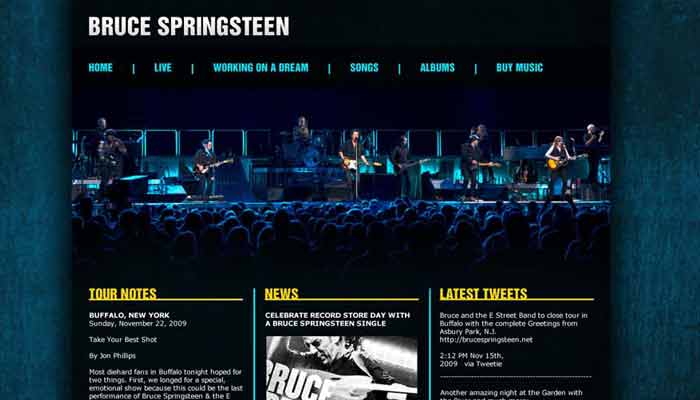 BRUCE SPRINGSTEEN
HOME | LIVE | WORKING ON A DREAM | SONGS | ALBUMS | BUY MUSIC
TOUR NOTES
BUFFALO, NEW YORK
Sunday, November 22, 2009
Take Your Best Shot
By Jon Phillips
Most diehard fans in Buffalo tonight hoped for
two things. First, we longed for a special,
emotional show because this could be the last
performance of Bruce Springsteen & the E
NEWS
CELEBRATE RECORD STORE DAY WITH
A BRUCE SPRINGSTEEN SINGLE
BRUCE
LATEST TWEETS
Bruce and the E Street Band to close tour in
Buffalo with the complete Greetings from
Asbury Park, N.J.
http://brucespringsteen.net
2:12 PM Nov 15th,
2009 via Tweetie
Another amazing night at the Garden with